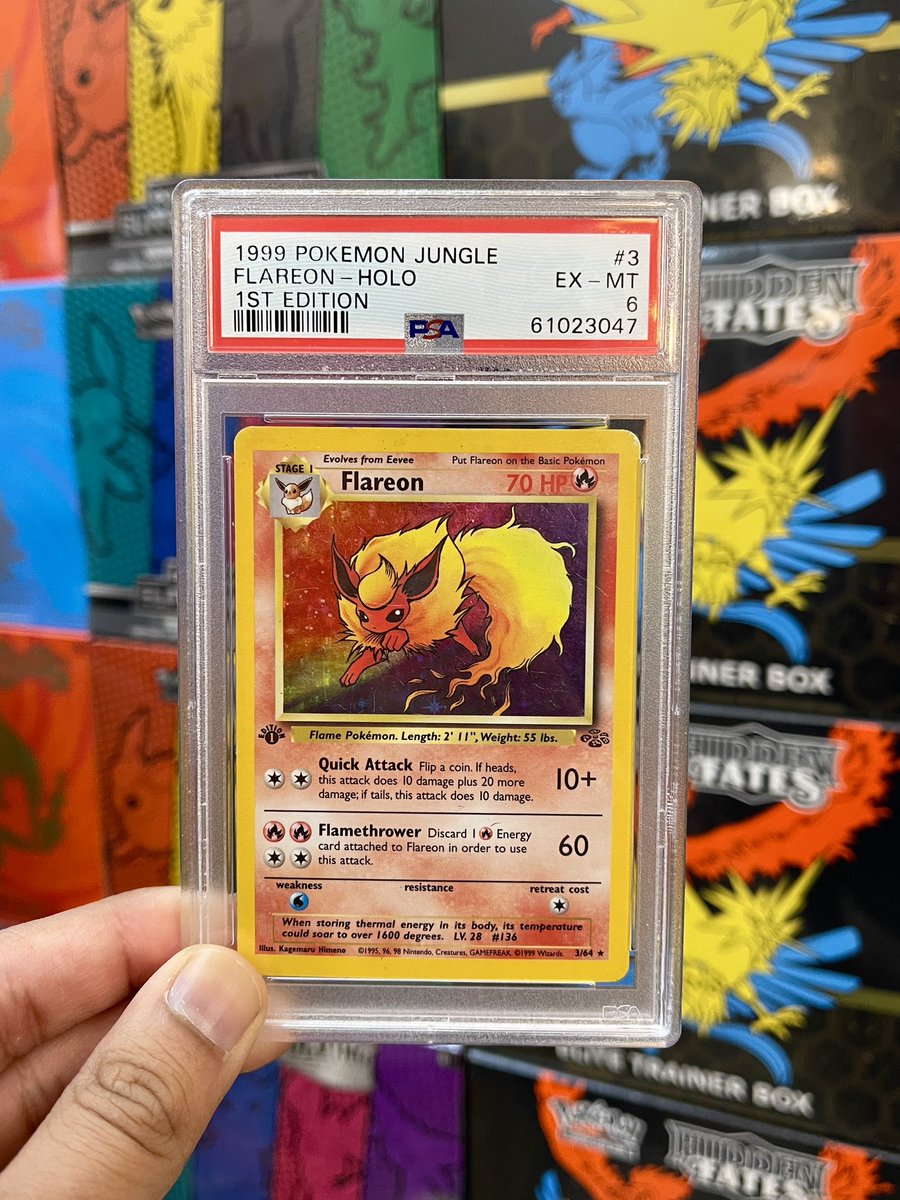 1999 POKEMON JUNGLE #3
FLAREON - HOLO EX - MT
1ST EDITION 6
PSA 61023047
Evolves from Eevee Put Flareon on the Basic Pokémon
STAGE 1
Flareon 70 HP
EDITION 1
Flame Pokémon. Length: 2' 11", Weight: 55 lbs.
Quick Attack Flip a coin. If heads,
this attack does 10 damage plus 20 more
damage; if tails, this attack does 10 damage.
10+
Flamethrower Discard 1 Energy
card attached to Flareon in order to use
this attack.
60
weakness resistance retreat cost
When storing thermal energy in its body, its temperature
could soar to over 1600 degrees. LV. 28 #136
Illus. Kagemaru Himeno ©1995, 96, 98 Nintendo, Creatures, GAMEFREAK. ©1999 Wizards. 3/64 ★
PSA
NER BOX
HIDDEN
FATES
NER BOX
HIDDEN
FATES
TRAINER BOX
Pokémon
HIDDEN
FATES